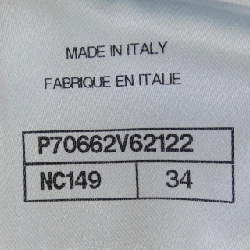 MADE IN ITALY
FABRIQUE EN ITALIE
P70662V62122
NC149 34